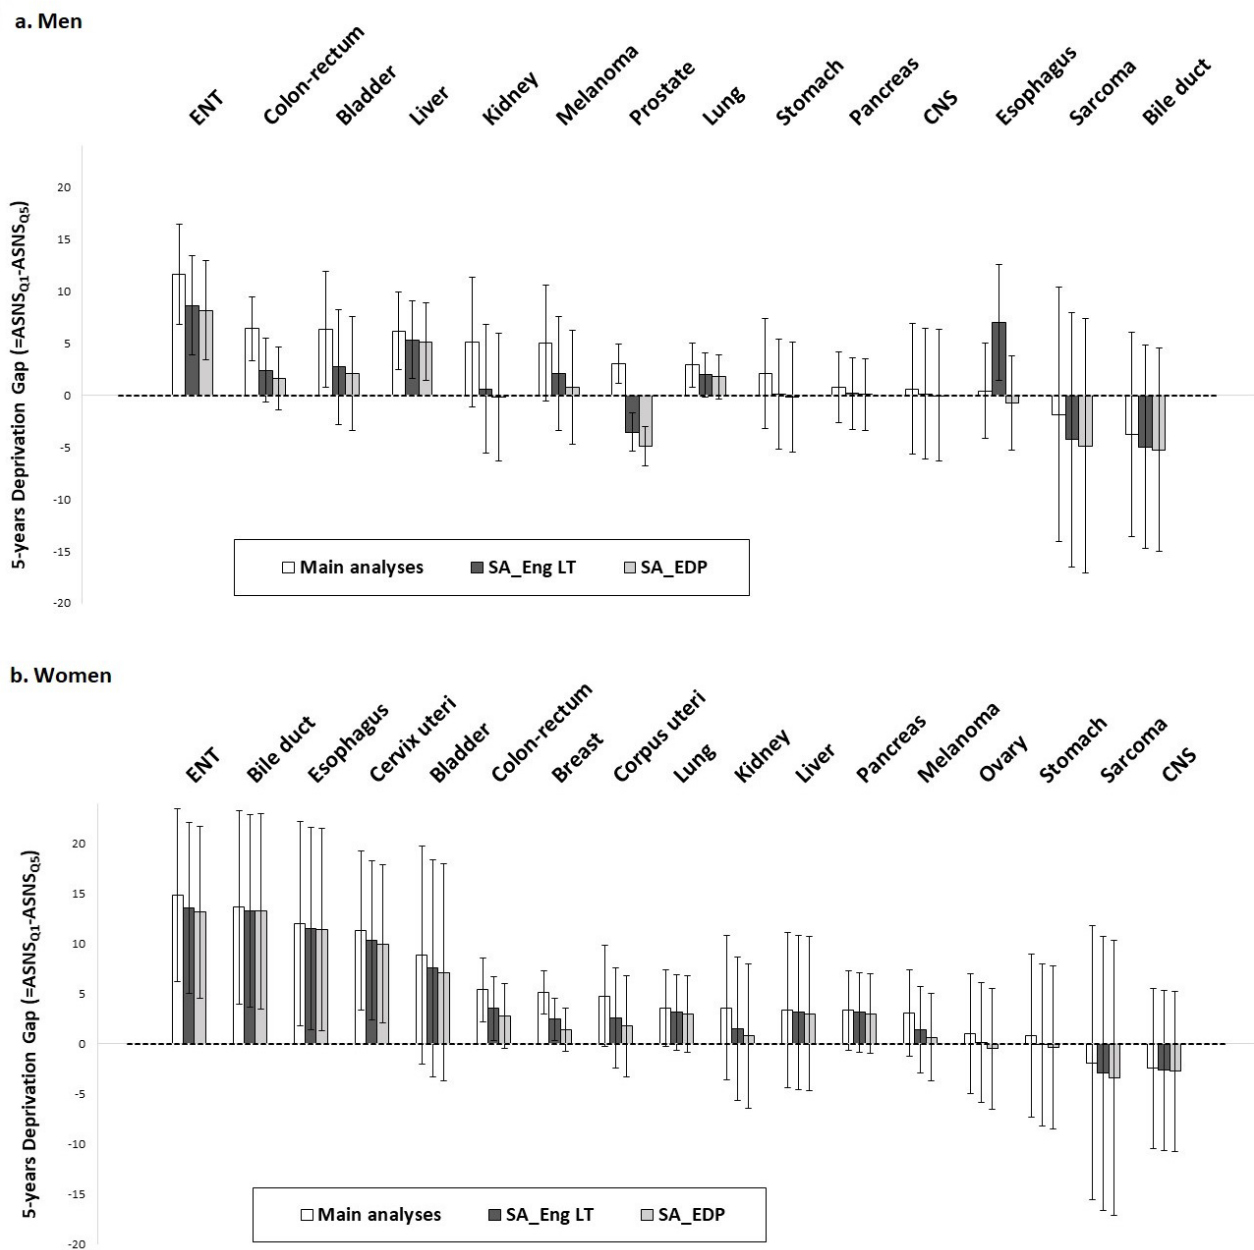 a. Men
ENT
Colon-rectum
Bladder
Liver
Kidney
Melanoma
Prostate
Lung
Stomach
Pancreas
CNS
Esophagus
Sarcoma
Bile duct
5-years Deprivation Gap (=ASNSQ1-ASNSQ5)
20
15
10
5
0
-5
-10
-15
-20
Main analyses SA_Eng LT SA_EDP
b. Women
ENT
Bile duct
Esophagus
Cervix uteri
Bladder
Colon-rectum
Breast
Corpus uteri
Lung
Kidney
Liver
Pancreas
Melanoma
Ovary
Stomach
Sarcoma
CNS
5-years Deprivation Gap (=ASNSQ1-ASNSQ5)
20
15
10
5
0
-5
-10
-15
-20
Main analyses SA_Eng LT SA_EDP